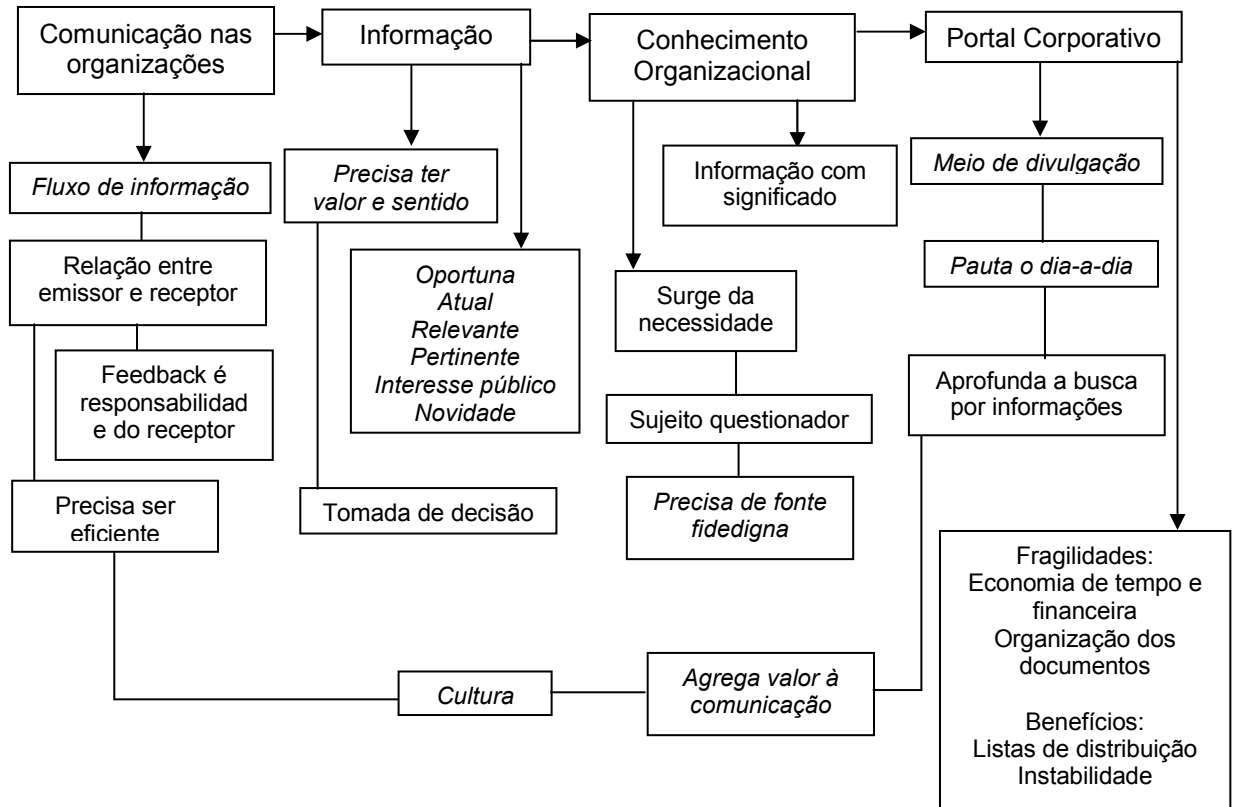 Comunicação nas
organizações
Informação
Conhecimento
Organizacional
Portal Corporativo
Fluxo de informação
Relação entre
emissor e receptor
Feedback é
responsabilidad
e do receptor
Precisa ser
eficiente
Precisa ter
valor e sentido
Oportuna
Atual
Relevante
Pertinente
Interesse público
Novidade
Tomada de decisão
Informação com
significado
Surge da
necessidade
Sujeito questionador
Precisa de fonte
fidedigna
Meio de divulgação
Pauta o dia-a-dia
Aprofunda a busca
por informações
Fragilidades:
Economia de tempo e
financeira
Organização dos
documentos
Benefícios:
Listas de distribuição
Instabilidade
Cultura
Agrega valor à
comunicação